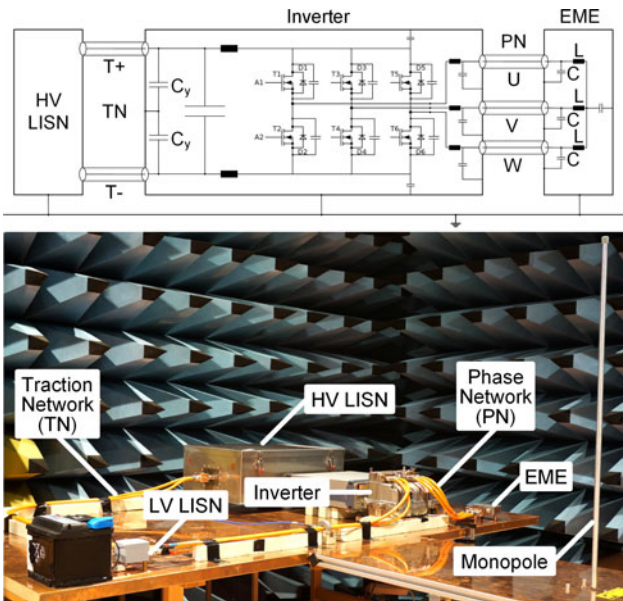 Inverter
EME
HV
LISN
T+
TN
T-
Cy
Cy
T1
D1
T3
D3
T5
D5
A1
T2
D2
T4
D4
T6
D6
A2
PN
U
V
W
L
C
L
C
L
C
Traction
Network
(TN)
HV LISN
Phase
Network
(PN)
LV LISN
Inverter
EME
Monopole